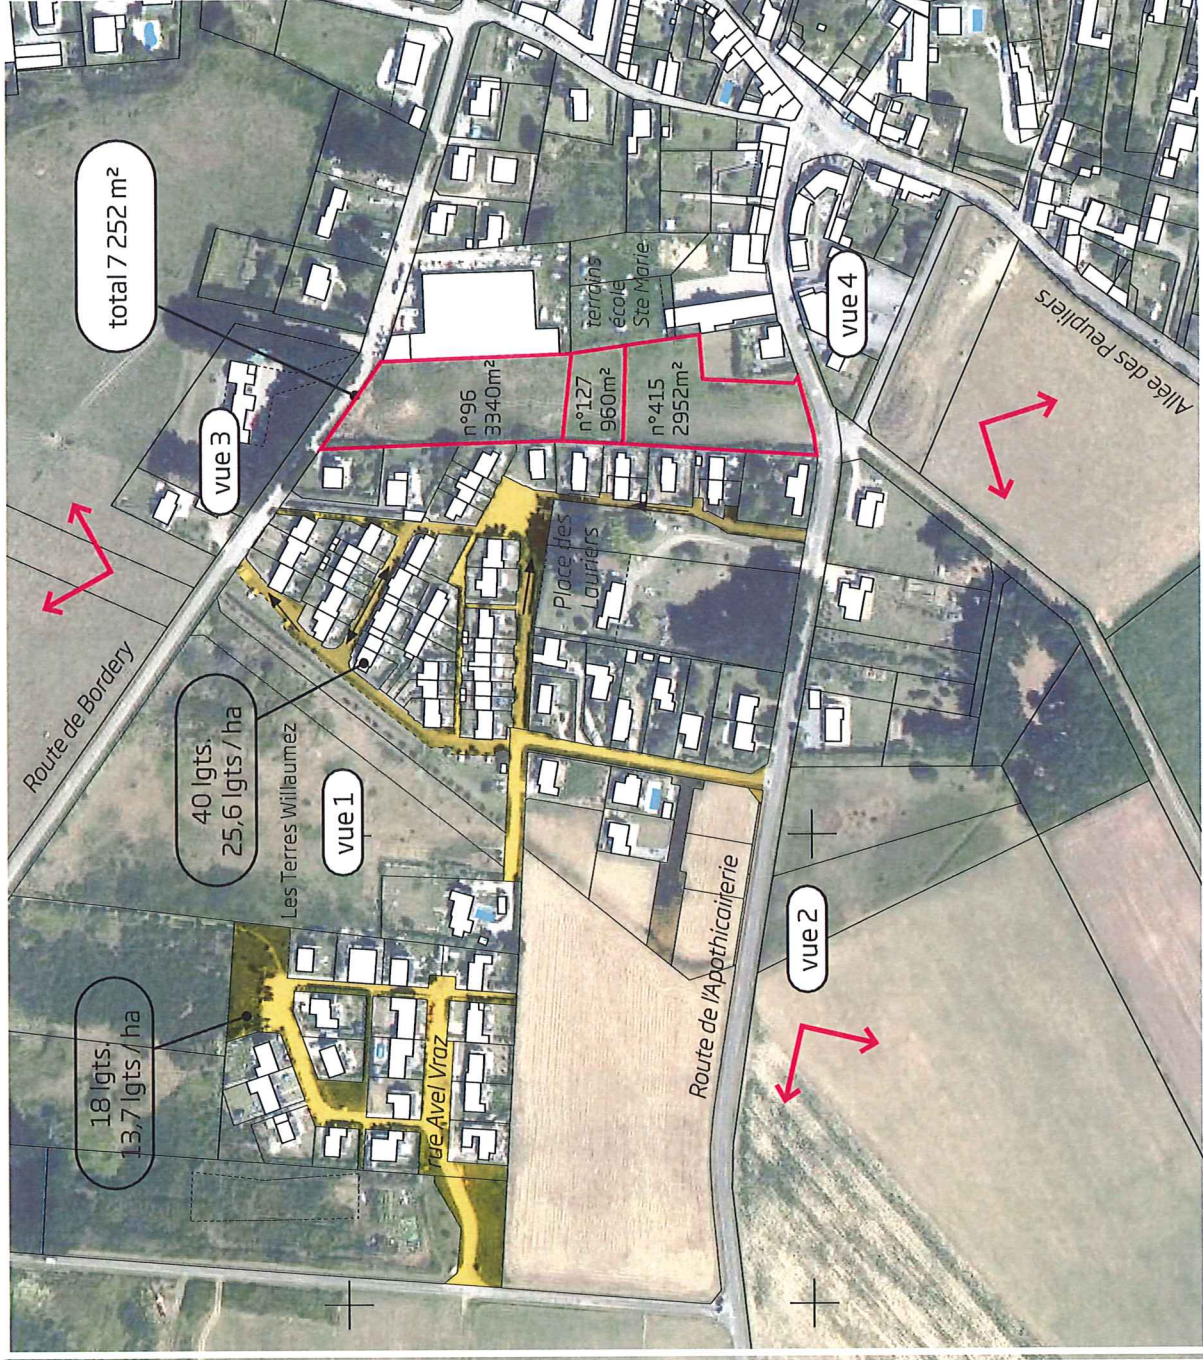 total 7 252 m²
vue 3
Route de Bordery
40 lgts.
25,6 lgts / ha
Les Terres Willaumez
vue 1
18 lgts.
13,7 lgts / ha
rue Avel Vraz
n°96
3340m²
n°127
960m²
n°415
2952m²
terrains
école
Ste Marie
Place des
Lauriers
vue 4
Allée des Peupliers
Route de l'Apothicairerie
vue 2